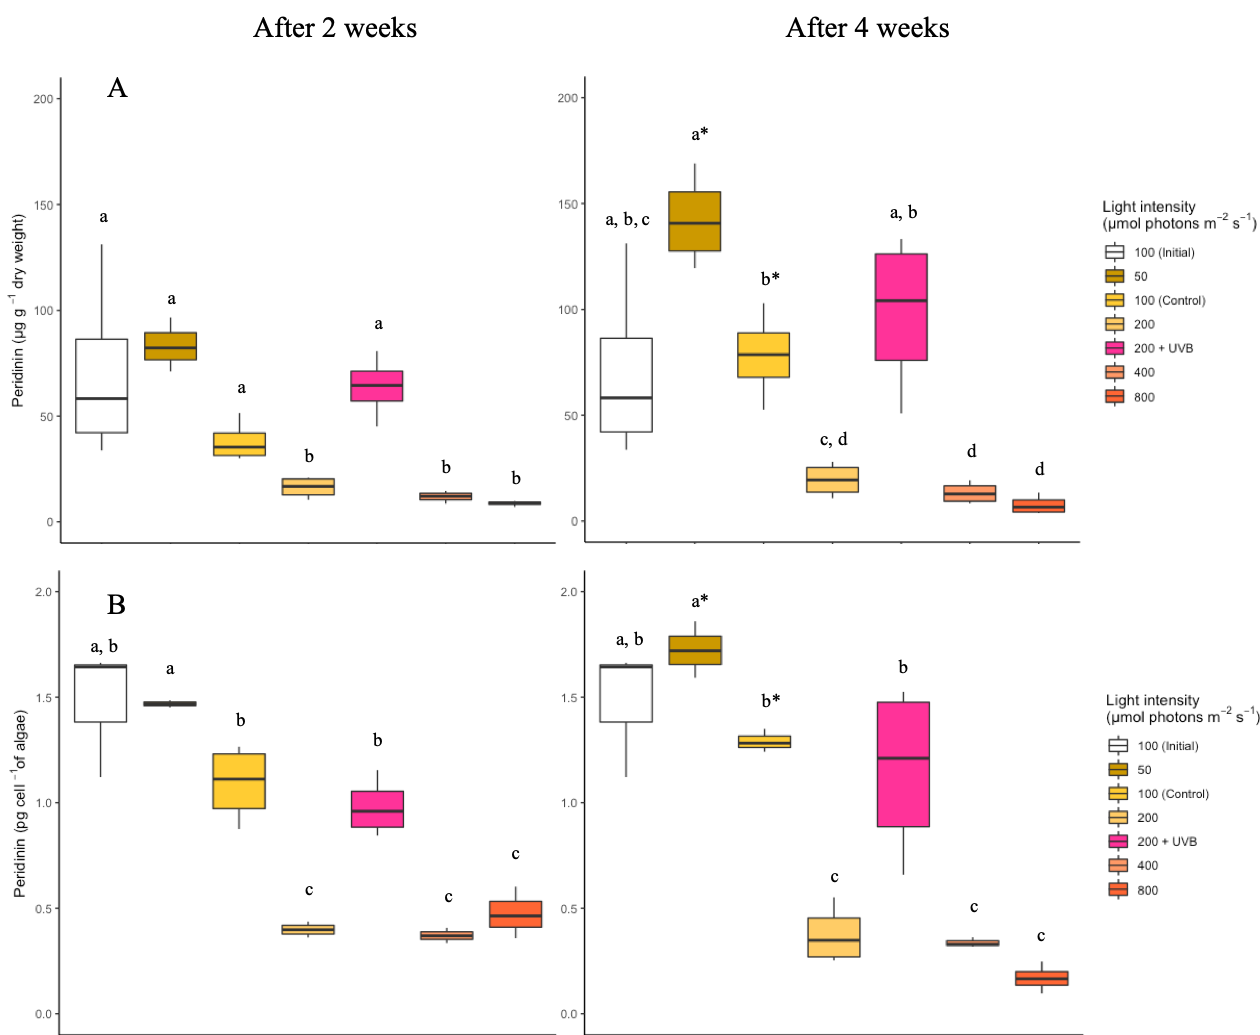 After 2 weeks
After 4 weeks
A
Peridinin (µg g ⁻¹ dry weight)
200
150
100
50
0
a
a
a
b
a
b
b
200
150
100
50
0
a, b, c
a*
b*
c, d
a, b
d
d
Light intensity
(µmol photons m⁻² s⁻¹)
100 (Initial)
50
100 (Control)
200
200 + UVB
400
800
B
Peridinin (pg cell ⁻¹of algae)
2.0
1.5
1.0
0.5
0.0
a, b
a
b
c
b
c
c
2.0
1.5
1.0
0.5
0.0
a, b
a*
b*
c
b
c
c
Light intensity
(µmol photons m⁻² s⁻¹)
100 (Initial)
50
100 (Control)
200
200 + UVB
400
800